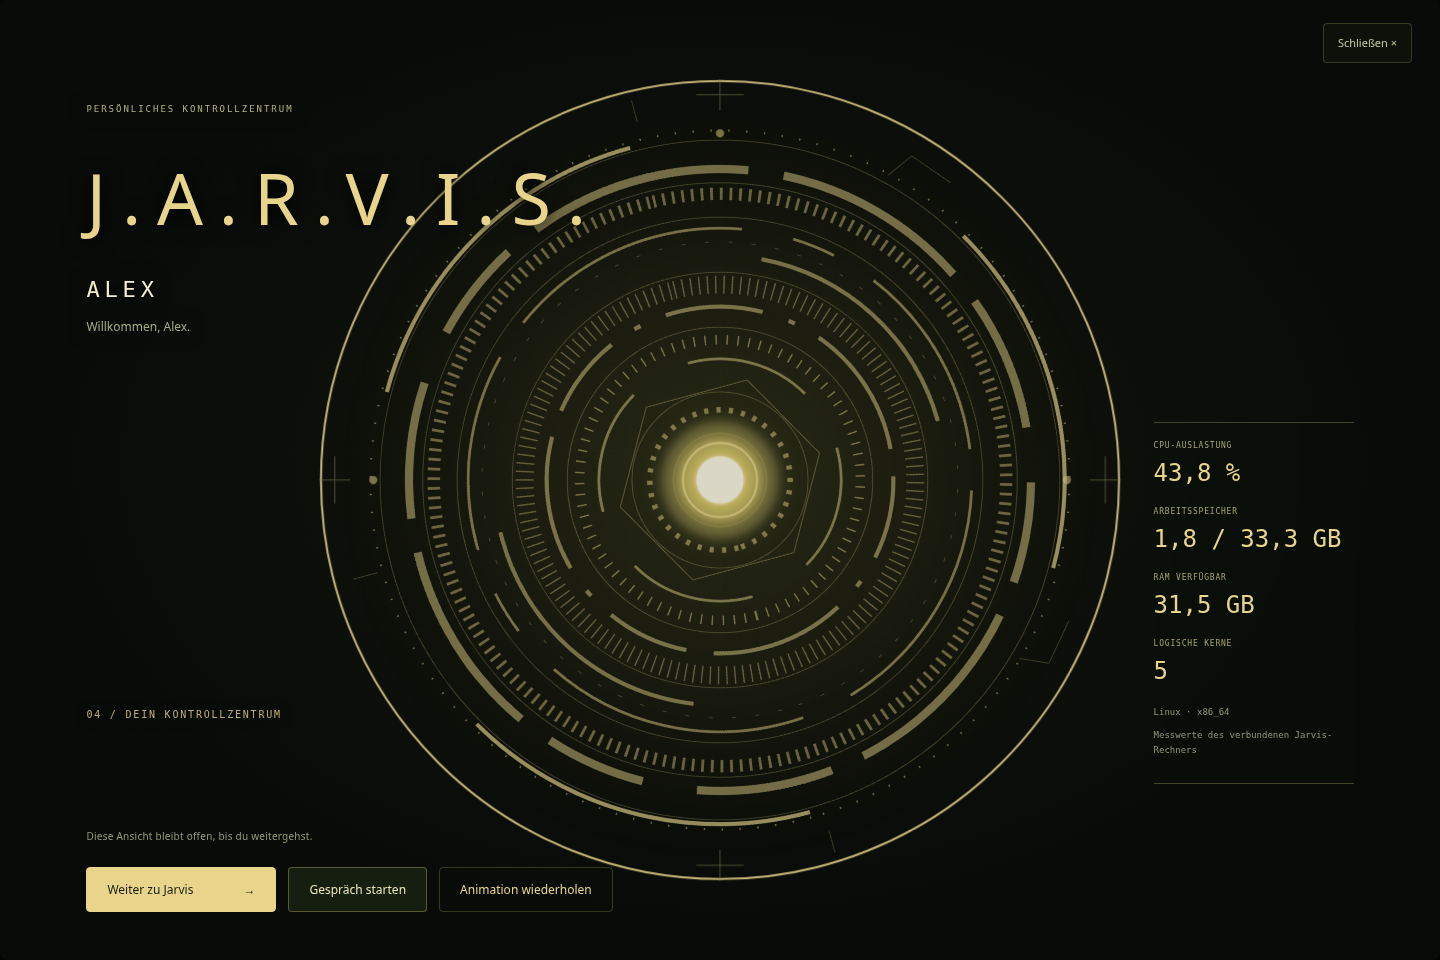 Schließen ×
PERSÖNLICHES KONTROLLZENTRUM
J.A.R.V.I.S.
ALEX
Willkommen, Alex.
CPU-AUSLASTUNG
43,8 %
ARBEITSSPEICHER
1,8 / 33,3 GB
RAM VERFÜGBAR
31,5 GB
LOGISCHE KERNE
5
Linux · x86_64
Messwerte des verbundenen Jarvis-
Rechners
04 / DEIN KONTROLLZENTRUM
Diese Ansicht bleibt offen, bis du weitergehst.
Weiter zu Jarvis →
Gespräch starten
Animation wiederholen